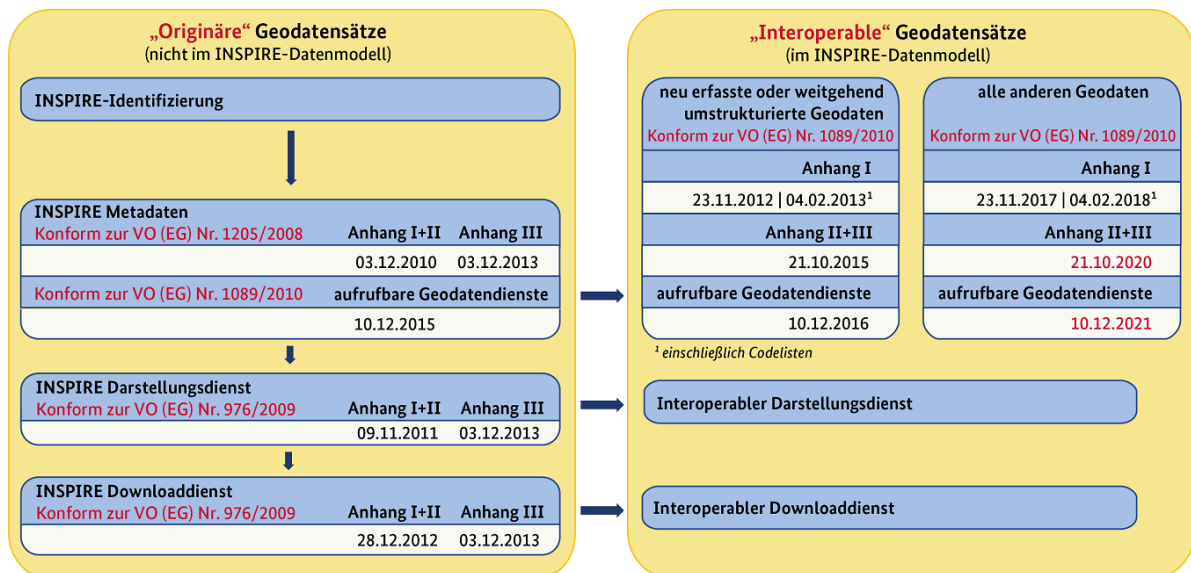 „Originäre“ Geodatensätze
(nicht im INSPIRE-Datenmodell)
INSPIRE-Identifizierung
INSPIRE Metadaten
Konform zur VO (EG) Nr. 1205/2008 Anhang I+II Anhang III
03.12.2010 03.12.2013
Konform zur VO (EG) Nr. 1089/2010 aufrufbare Geodatendienste
10.12.2015
INSPIRE Darstellungsdienst
Konform zur VO (EG) Nr. 976/2009 Anhang I+II Anhang III
09.11.2011 03.12.2013
INSPIRE Downloaddienst
Konform zur VO (EG) Nr. 976/2009 Anhang I+II Anhang III
28.12.2012 03.12.2013
„Interoperable“ Geodatensätze
(im INSPIRE-Datenmodell)
neu erfasste oder weitgehend
umstrukturierte Geodaten
Konform zur VO (EG) Nr. 1089/2010
Anhang I
23.11.2012 | 04.02.2013¹
Anhang II+III
21.10.2015
aufrufbare Geodatendienste
10.12.2016
¹ einschließlich Codelisten
alle anderen Geodaten
Konform zur VO (EG) Nr. 1089/2010
Anhang I
23.11.2017 | 04.02.2018¹
Anhang II+III
21.10.2020
aufrufbare Geodatendienste
10.12.2021
Interoperabler Darstellungsdienst
Interoperabler Downloaddienst